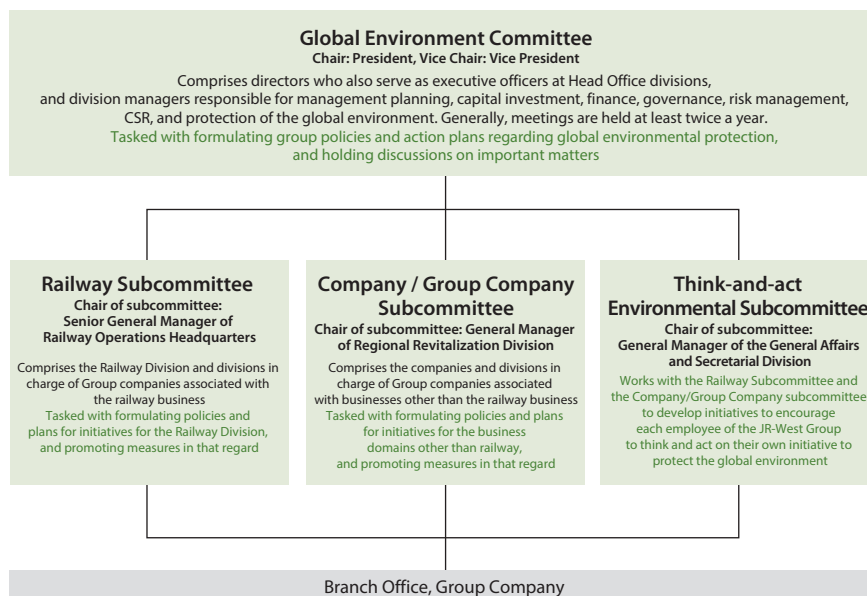 Global Environment Committee
Chair: President, Vice Chair: Vice President
Comprises directors who also serve as executive officers at Head Office divisions,
and division managers responsible for management planning, capital investment, finance, governance, risk management,
CSR, and protection of the global environment. Generally, meetings are held at least twice a year.
Tasked with formulating group policies and action plans regarding global environmental protection,
and holding discussions on important matters
Railway Subcommittee
Chair of subcommittee:
Senior General Manager of
Railway Operations Headquarters
Comprises the Railway Division and divisions in
charge of Group companies associated with
the railway business
Tasked with formulating policies and
plans for initiatives for the Railway Division,
and promoting measures in that regard
Company / Group Company
Subcommittee
Chair of subcommittee: General Manager
of Regional Revitalization Division
Comprises the companies and divisions in
charge of Group companies associated
with businesses other than the railway business
Tasked with formulating policies and plans
for initiatives for the business
domains other than railway,
and promoting measures in that regard
Think-and-act
Environmental Subcommittee
Chair of subcommittee:
General Manager of the General Affairs
and Secretarial Division
Works with the Railway Subcommittee and
the Company/Group Company subcommittee
to develop initiatives to encourage
each employee of the JR-West Group
to think and act on their own initiative to
protect the global environment
Branch Office, Group Company